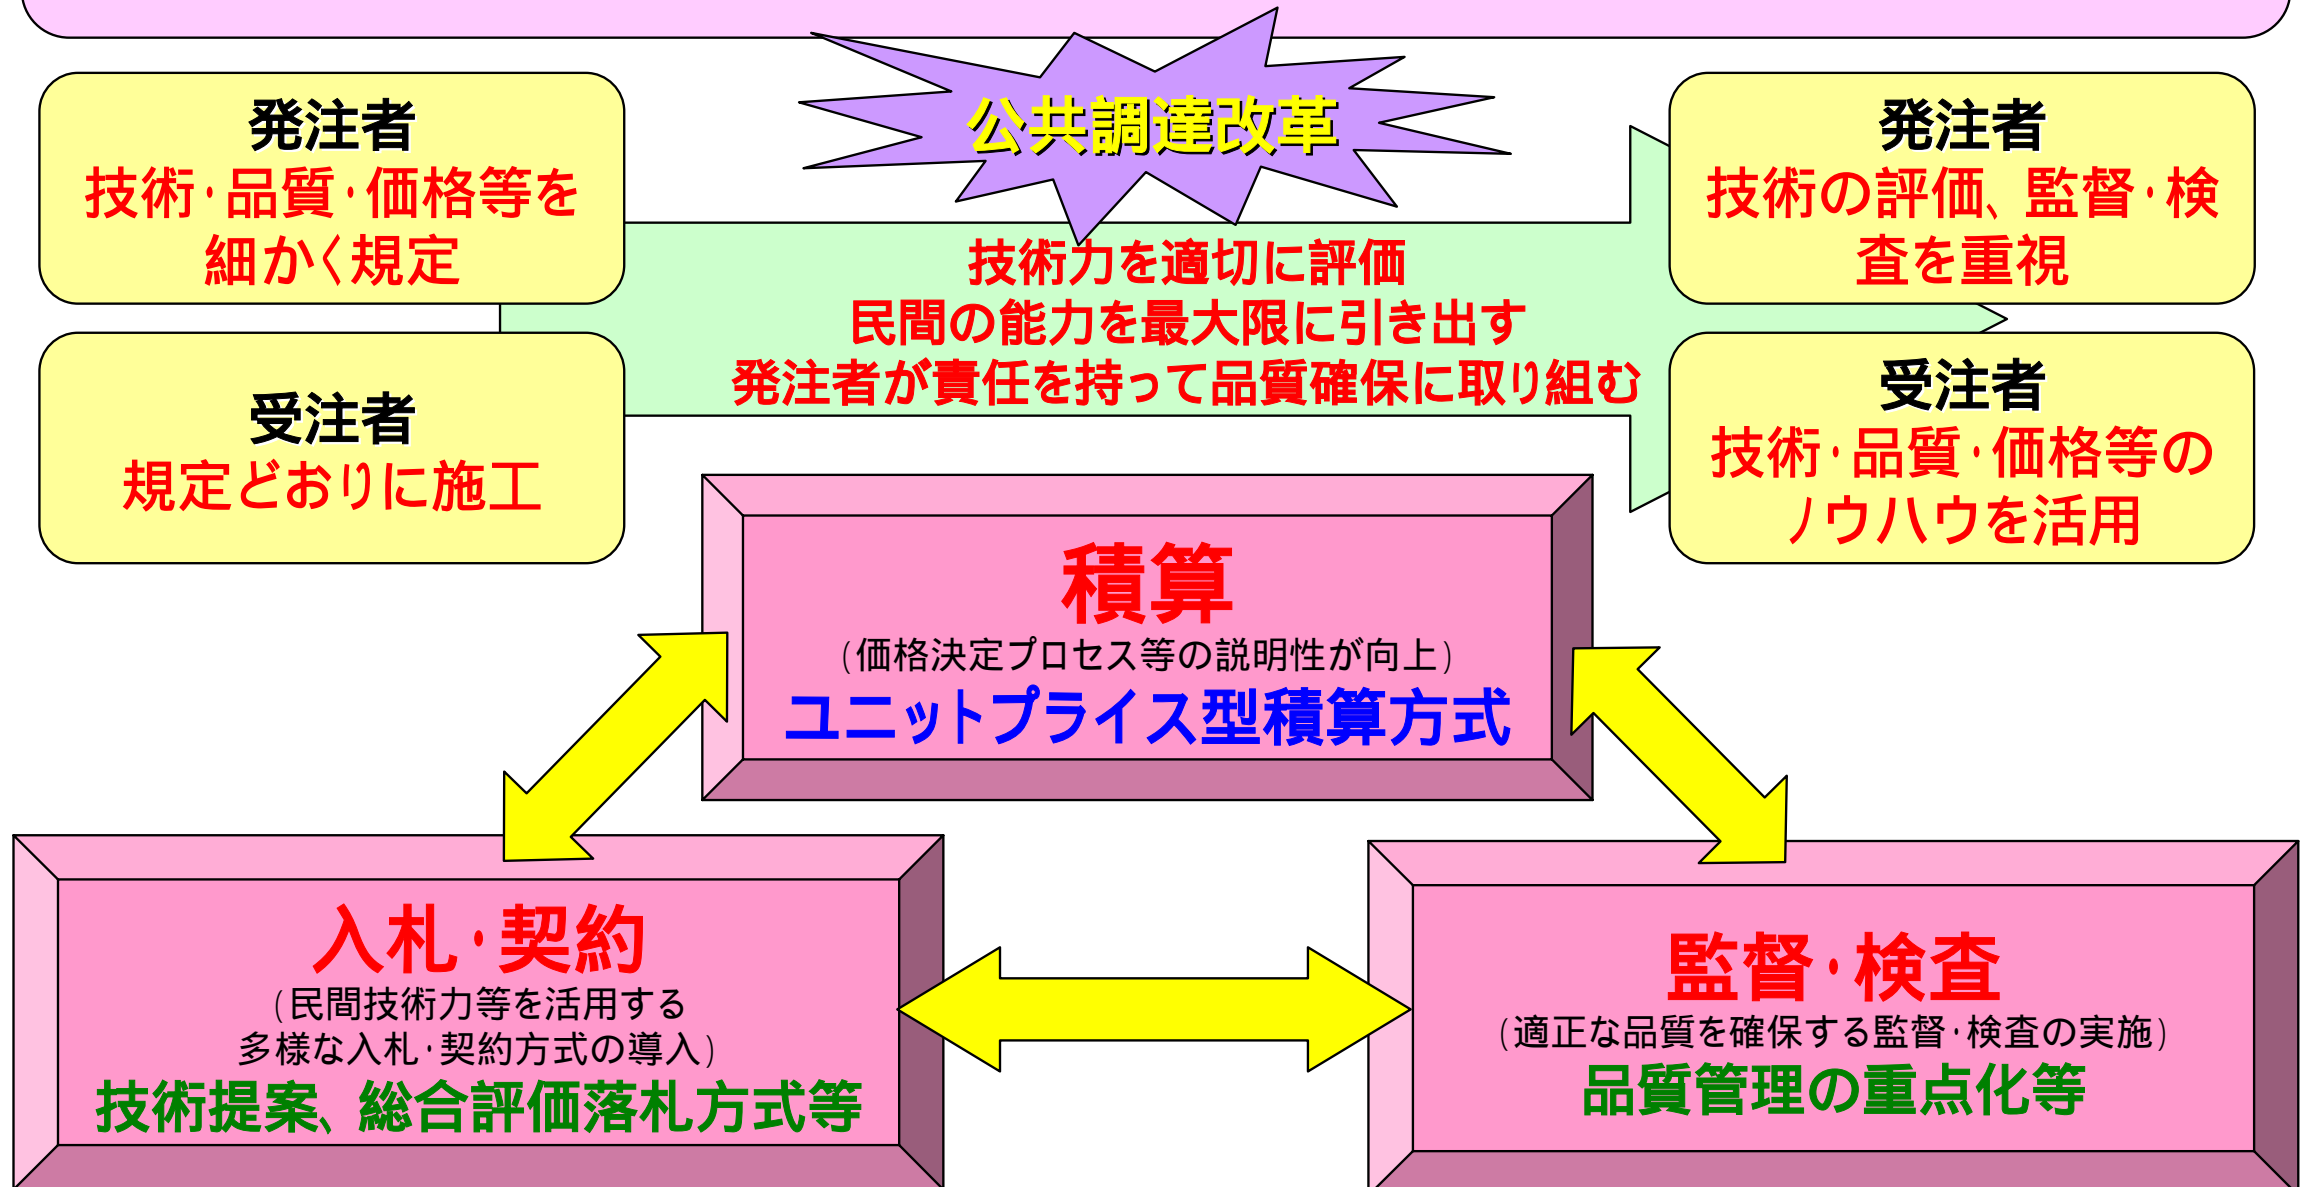 公共調達改革
発注者
技術・品質・価格等を
細かく規定
受注者
規定どおりに施工
技術力を適切に評価
民間の能力を最大限に引き出す
発注者が責任を持って品質確保に取り組む
発注者
技術の評価、監督・検
査を重視
受注者
技術・品質・価格等の
ノウハウを活用
積算
(価格決定プロセス等の説明性が向上)
ユニットプライス型積算方式
入札・契約
(民間技術力等を活用する
多様な入札・契約方式の導入)
技術提案、総合評価落札方式等
監督・検査
(適正な品質を確保する監督・検査の実施)
品質管理の重点化等